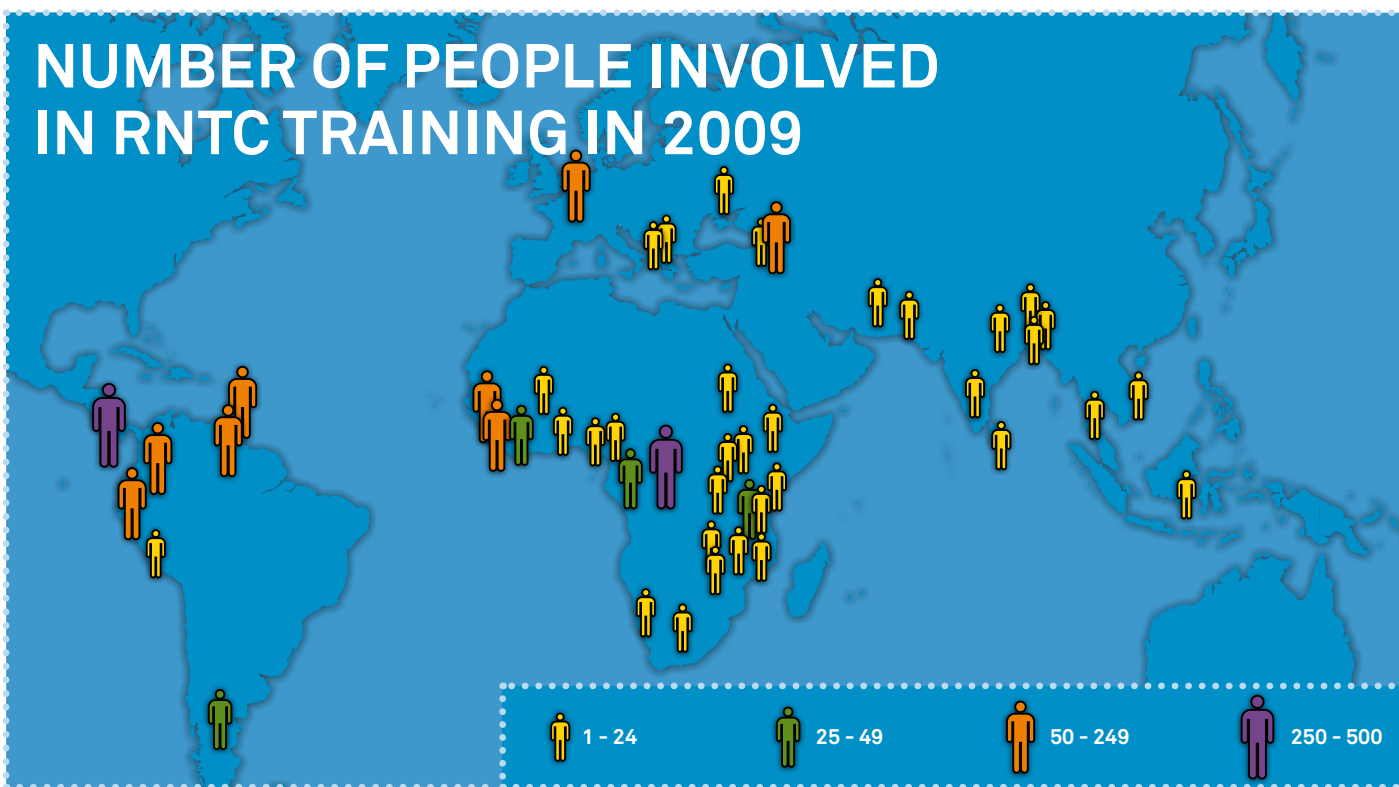 NUMBER OF PEOPLE INVOLVED
IN RNTC TRAINING IN 2009
1 - 24
25 - 49
50 - 249
250 - 500